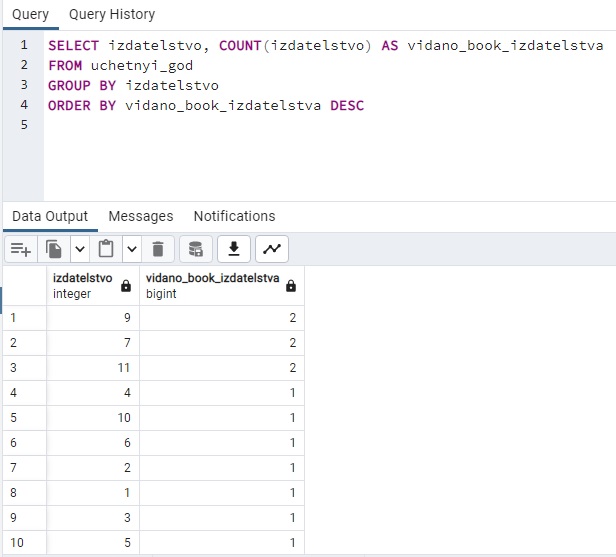 Query Query History
1 SELECT izdatelstvo, COUNT(izdatelstvo) AS vidano_book_izdatelstva
2 FROM uchetnyi_god
3 GROUP BY izdatelstvo
4 ORDER BY vidano_book_izdatelstva DESC
5
Data Output Messages Notifications
izdatelstvo vidano_book_izdatelstva
integer bigint
1 9 2
2 7 2
3 11 2
4 4 1
5 10 1
6 6 1
7 2 1
8 1 1
9 3 1
10 5 1